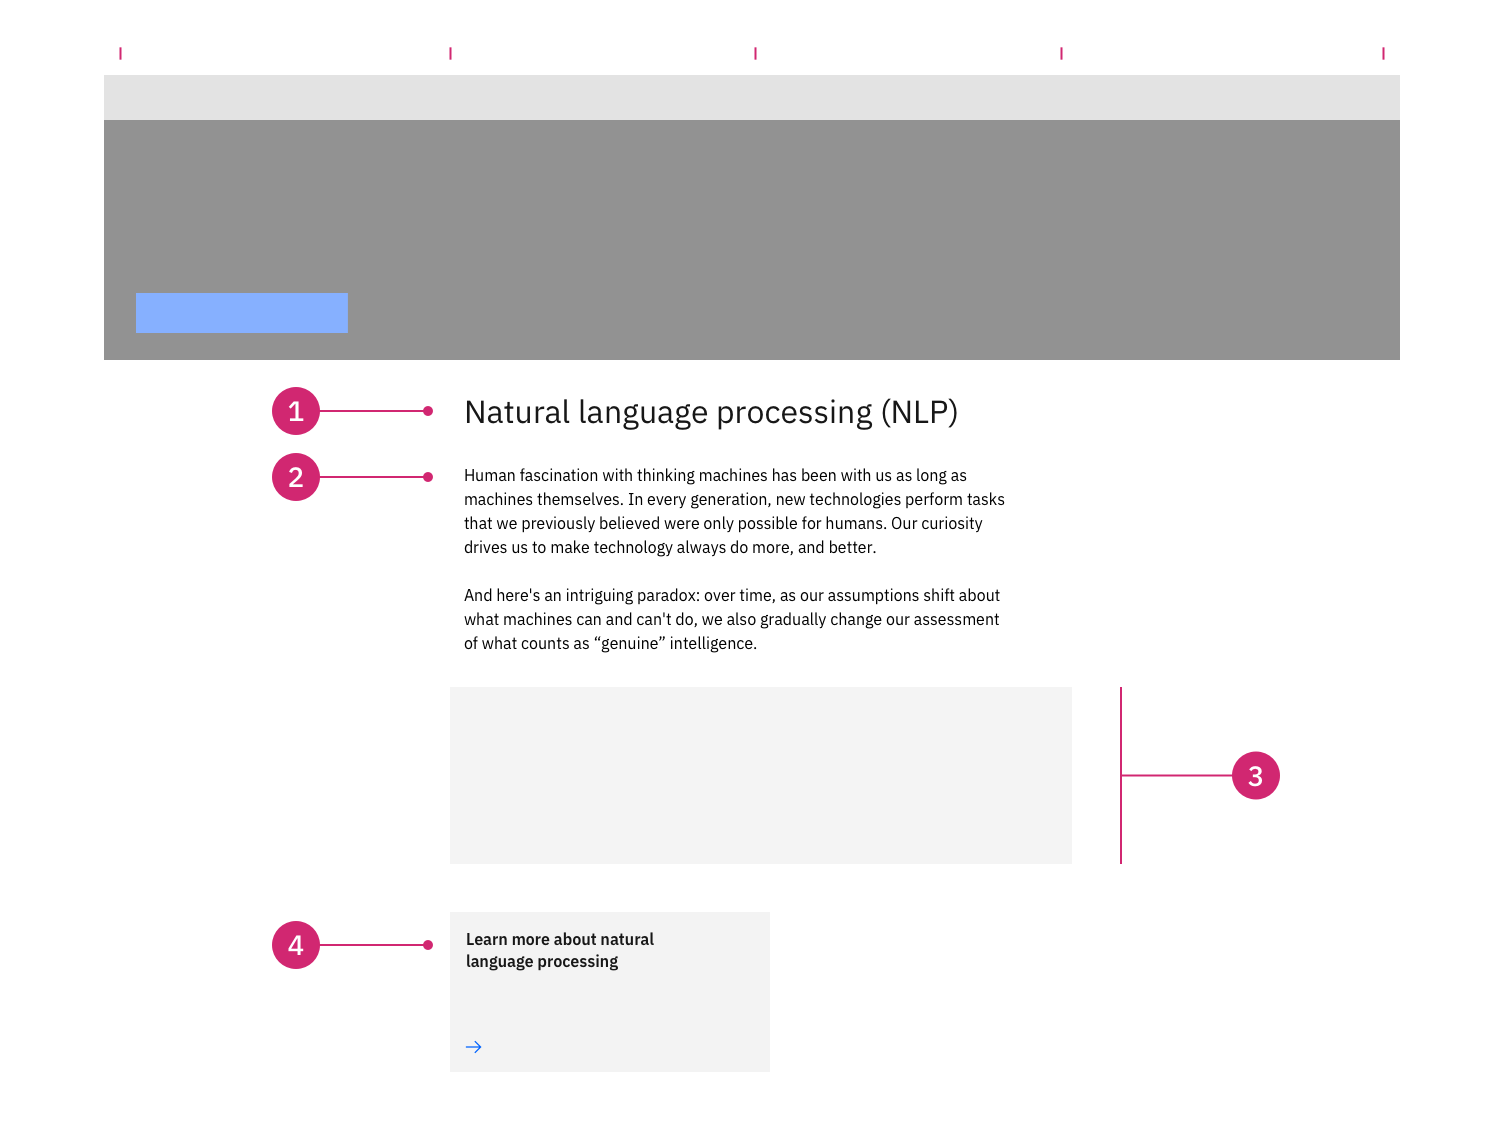 1
Natural language processing (NLP)
2
Human fascination with thinking machines has been with us as long as
machines themselves. In every generation, new technologies perform tasks
that we previously believed were only possible for humans. Our curiosity
drives us to make technology always do more, and better.
And here's an intriguing paradox: over time, as our assumptions shift about
what machines can and can't do, we also gradually change our assessment
of what counts as “genuine” intelligence.
3
4
Learn more about natural
language processing